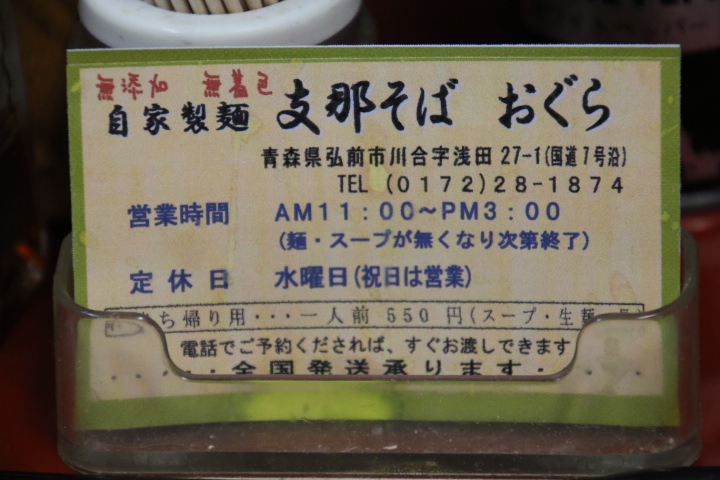 無添加 無着色
自家製麺 支那そば おぐら
青森県弘前市川合字浅田 27-1(国道7号沿)
TEL (0172)28-1874
営業時間 AM11:00~PM3:00
(麺・スープが無くなり次第終了)
定休日 水曜日(祝日は営業)
ち帰り用・・・一人前 550 円(スープ・生麺
電話でご予約くだされば、すぐお渡しできます
・・・・全国発送承ります・